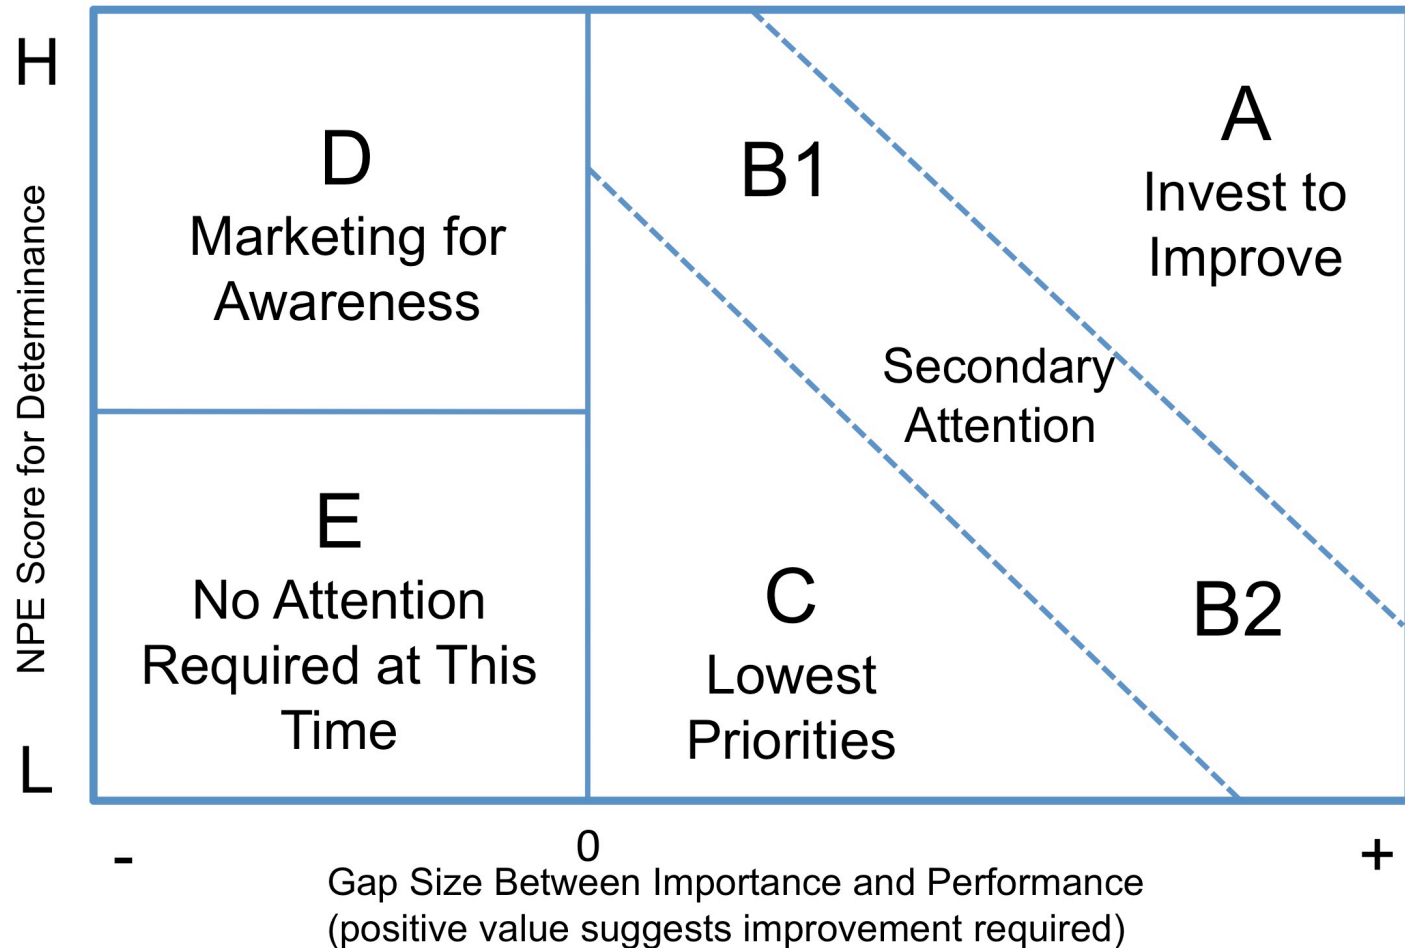 H
NPE Score for Determinance
L
D
Marketing for
Awareness
E
No Attention
Required at This
Time
B1
A
Invest to
Improve
Secondary
Attention
C
Lowest
Priorities
B2
-
0
+
Gap Size Between Importance and Performance
(positive value suggests improvement required)